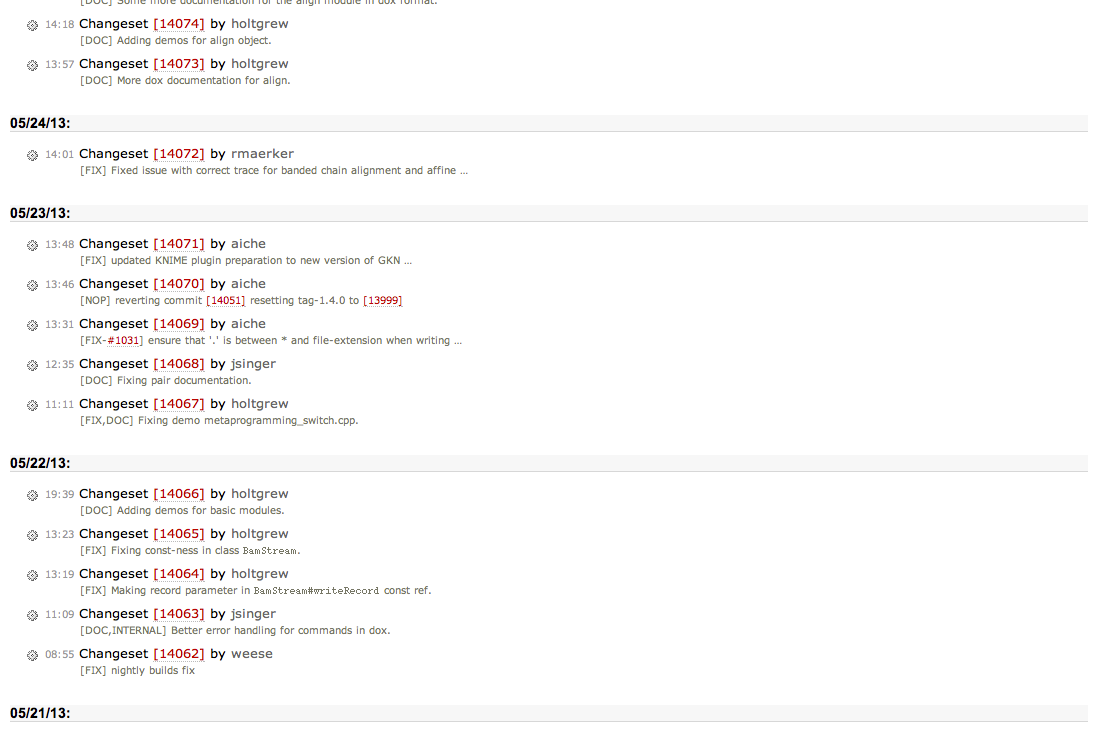 [DOC] Some more documentation for the align module in dox format.
14:18 Changeset [14074] by holtgrew
[DOC] Adding demos for align object.
13:57 Changeset [14073] by holtgrew
[DOC] More dox documentation for align.
05/24/13:
14:01 Changeset [14072] by rmaerker
[FIX] Fixed issue with correct trace for banded chain alignment and affine …
05/23/13:
13:48 Changeset [14071] by aiche
[FIX] updated KNIME plugin preparation to new version of GKN …
13:46 Changeset [14070] by aiche
[NOP] reverting commit [14051] resetting tag-1.4.0 to [13999]
13:31 Changeset [14069] by aiche
[FIX-#1031] ensure that '.' is between * and file-extension when writing …
12:35 Changeset [14068] by jsinger
[DOC] Fixing pair documentation.
11:11 Changeset [14067] by holtgrew
[FIX,DOC] Fixing demo metaprogramming_switch.cpp.
05/22/13:
19:39 Changeset [14066] by holtgrew
[DOC] Adding demos for basic modules.
13:23 Changeset [14065] by holtgrew
[FIX] Fixing const-ness in class BamStream.
13:19 Changeset [14064] by holtgrew
[FIX] Making record parameter in BamStream#writeRecord const ref.
11:09 Changeset [14063] by jsinger
[DOC,INTERNAL] Better error handling for commands in dox.
08:55 Changeset [14062] by weese
[FIX] nightly builds fix
05/21/13: